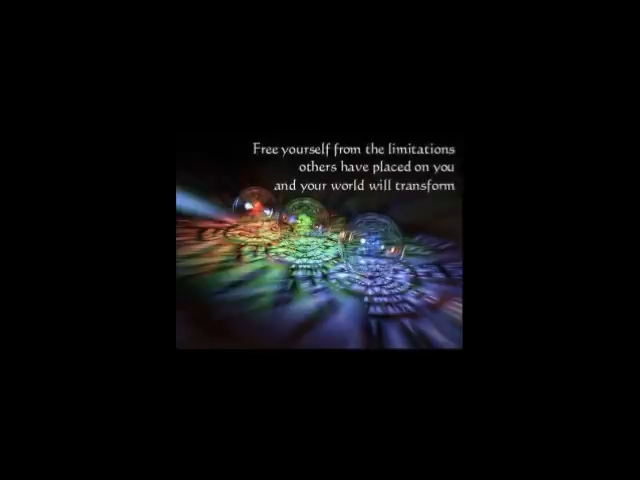 Free yourself from the limitations
others have placed on you
and your world will transform